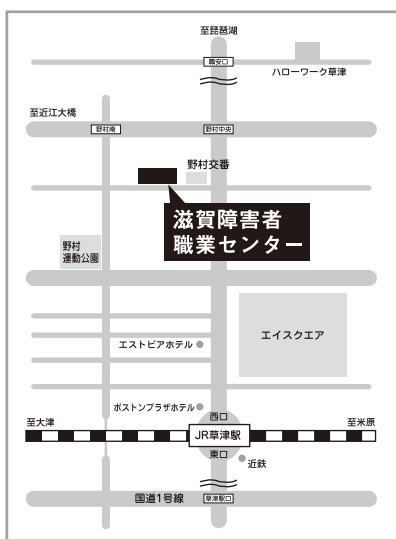 至琵琶湖
職安口
ハローワーク草津
至近江大橋
野村南
野村中央
野村交番
滋賀障害者
職業センター
野村
運動公園
エイスクエア
エストピアホテル
ボストンプラザホテル
西口
至大津
至米原
JR草津駅
東口
近鉄
国道1号線
草津駅口